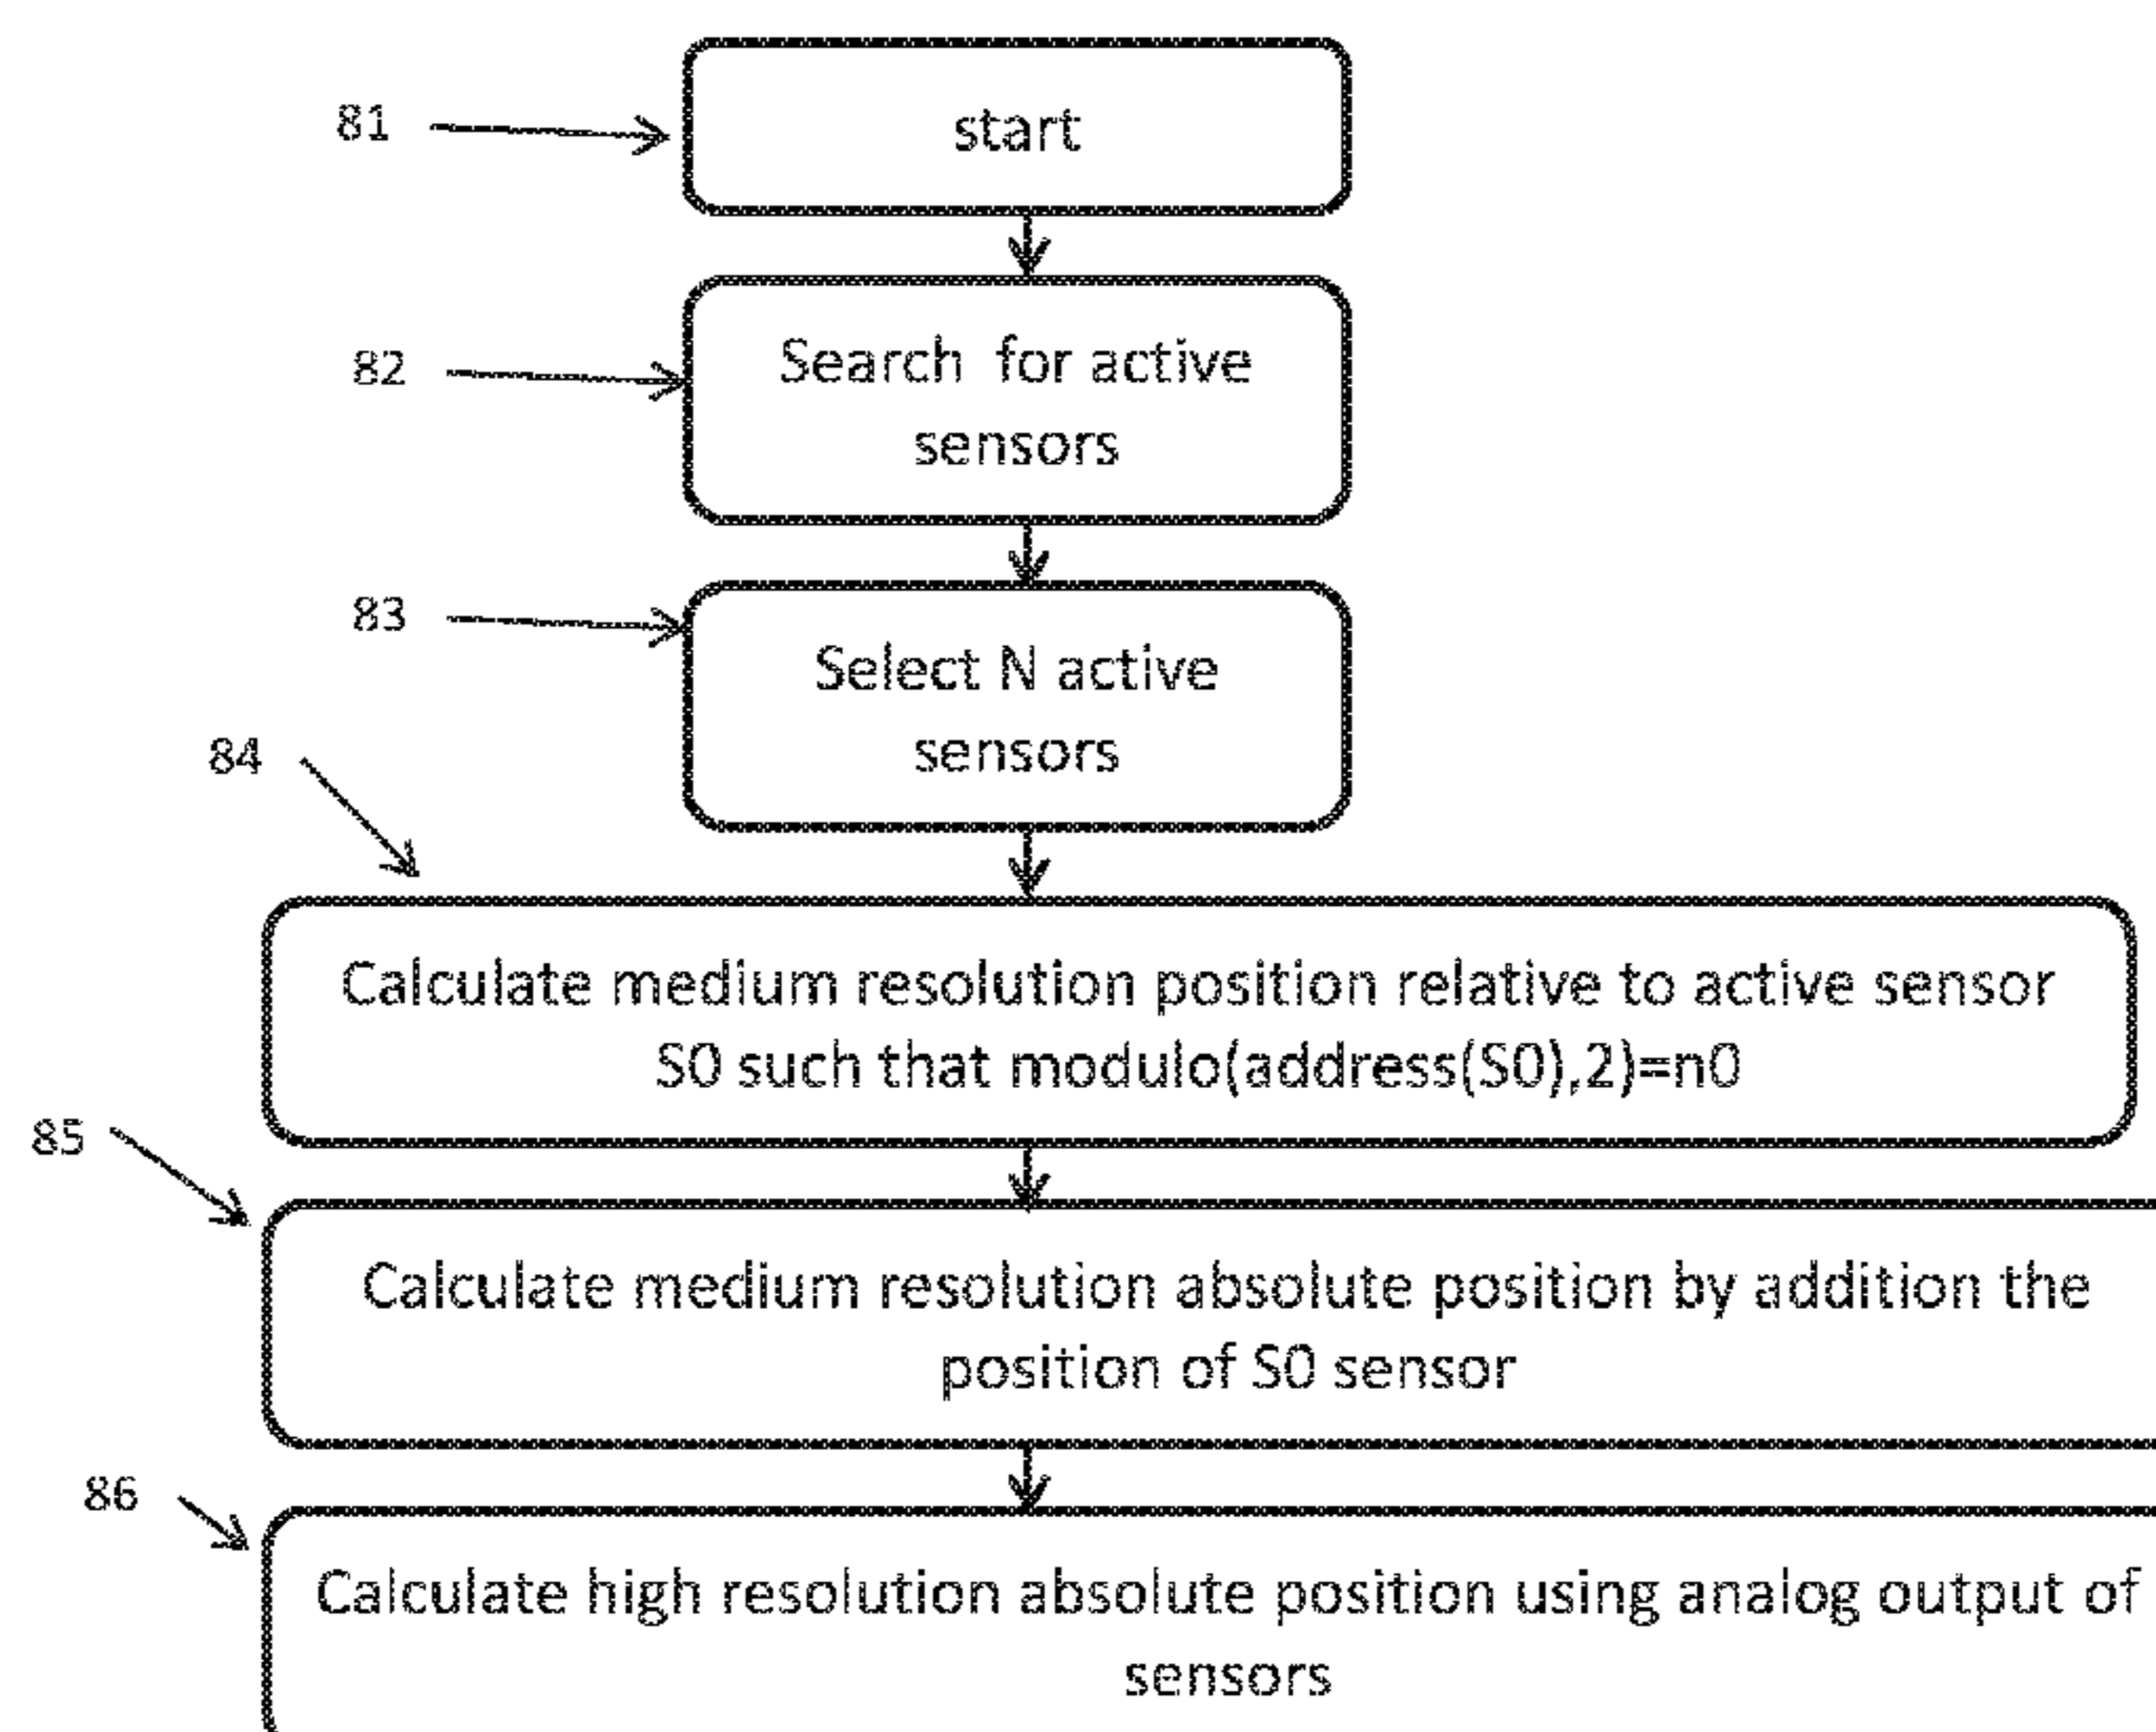 81
start
82
Search for active
sensors
83
Select N active
sensors
84
Calculate medium resolution position relative to active sensor
S0 such that modulo(address(S0),2)=n0
85
Calculate medium resolution absolute position by addition the
position of S0 sensor
86
Calculate high resolution absolute position using analog output of
sensors